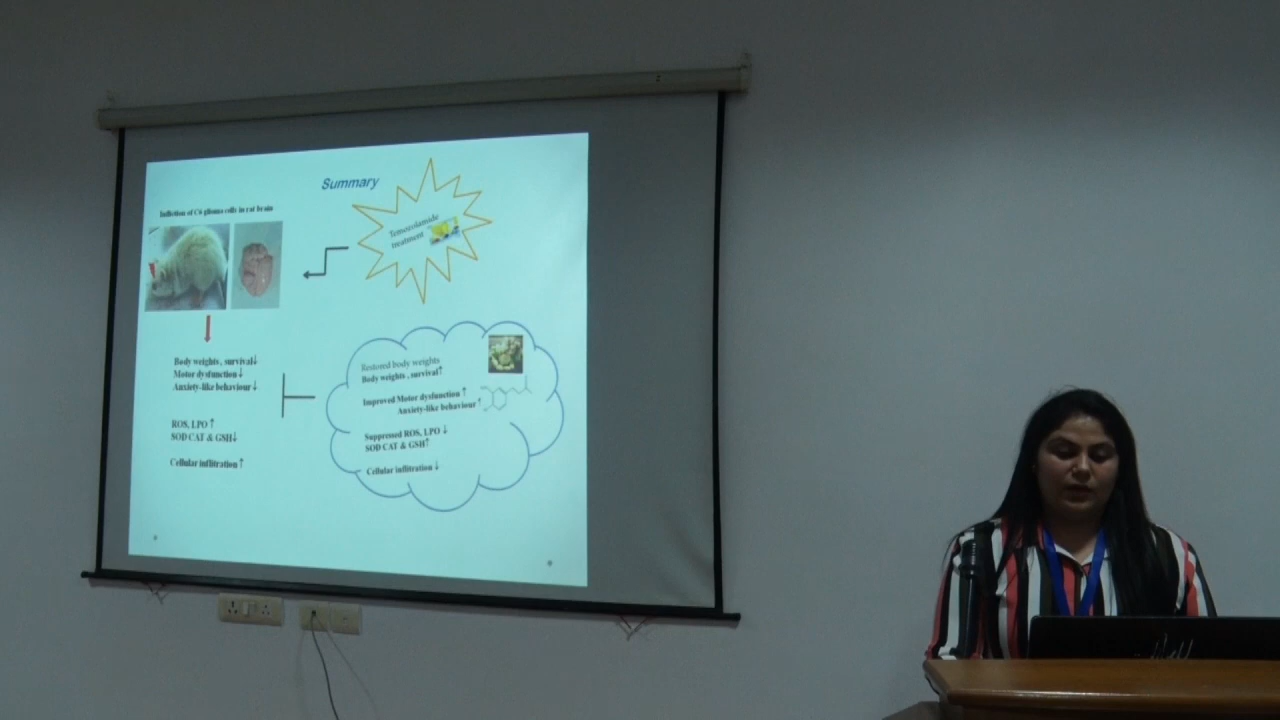 Summary
Infliction of C6 glioma cells in rat brain
Temozolamide
treatment
Body weights , survival↓
Motor dysfunction↓
Anxiety-like behaviour ↓
ROS, LPO ↑
SOD CAT & GSH↓
Cellular infiltration ↑
Restored body weights
Body weights , survival↑
Improved Motor dysfunction ↑
Anxiety-like behaviour ↑
Suppressed ROS, LPO ↓
SOD CAT & GSH↑
Cellular infiltration ↓